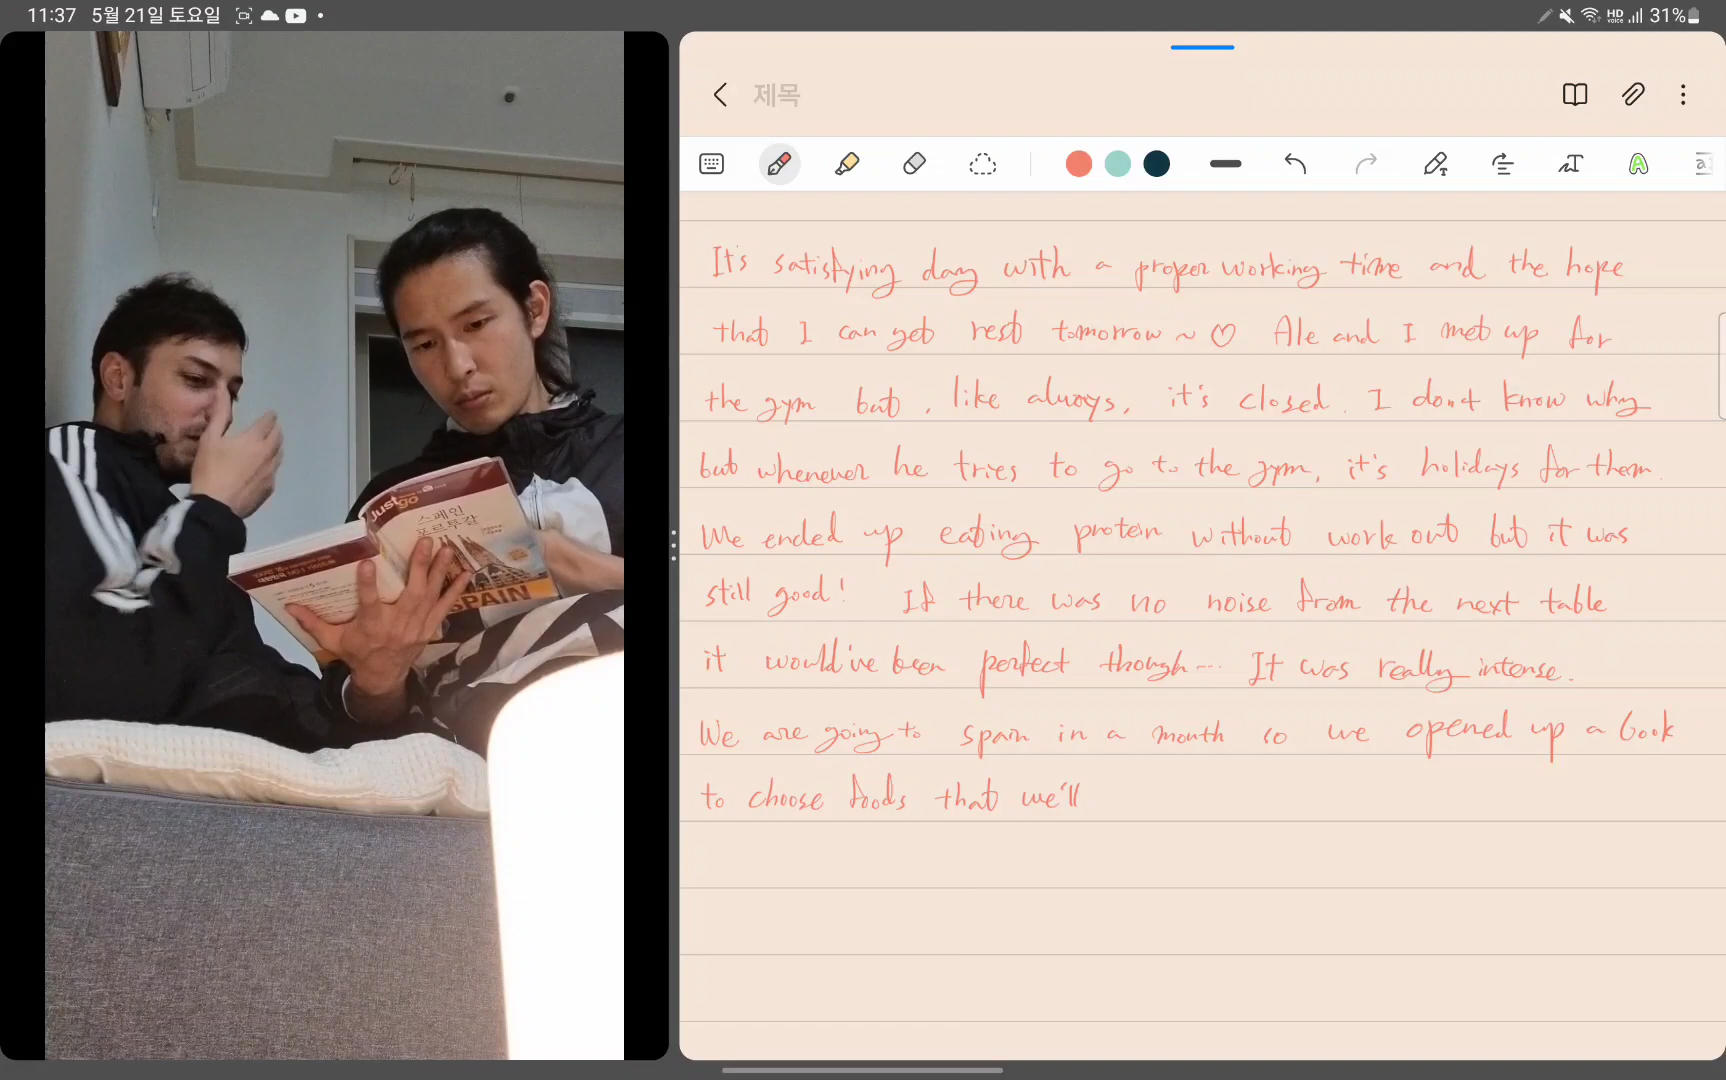 11:37 5월 21일 토요일
HD voice 31%
제목
It's satisfying day with a proper working time and the hope
that I can get rest tomorrow ~ ♡ Ale and I met up for
the gym but, like always, it's closed. I don't know why
but whenever he tries to go to the gym, it's holidays for them.
We ended up eating protein without work out but it was
still good! If there was no noise from the next table
it would've been perfect though... It was really intense.
We are going to spain in a month so we opened up a book
to choose foods that we'll
just go
스페인
포르투갈
SPAIN